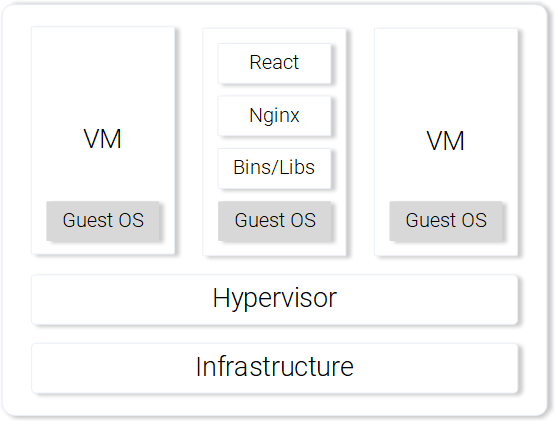 VM
Guest OS
React
Nginx
Bins/Libs
Guest OS
VM
Guest OS
Hypervisor
Infrastructure